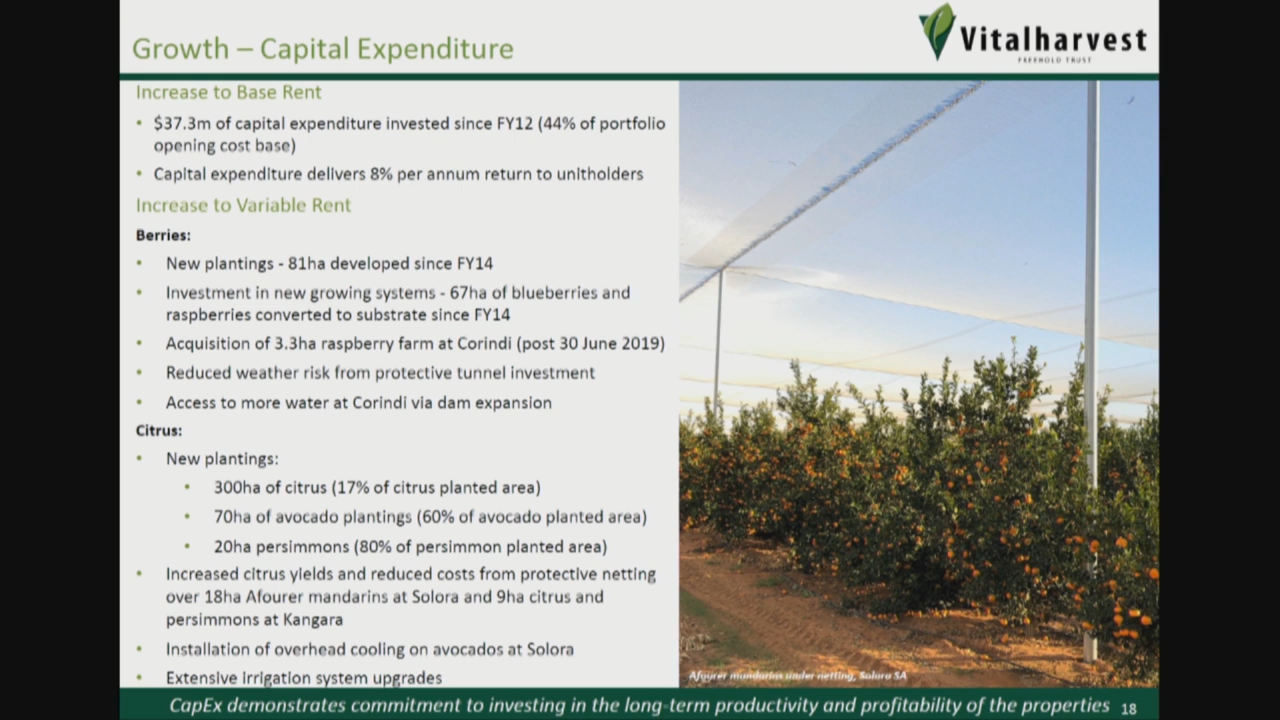 Growth – Capital Expenditure
Vitalharvest
FREEHOLD TRUST
Increase to Base Rent
• $37.3m of capital expenditure invested since FY12 (44% of portfolio
opening cost base)
• Capital expenditure delivers 8% per annum return to unitholders
Increase to Variable Rent
Berries:
• New plantings - 81ha developed since FY14
• Investment in new growing systems - 67ha of blueberries and
raspberries converted to substrate since FY14
• Acquisition of 3.3ha raspberry farm at Corindi (post 30 June 2019)
• Reduced weather risk from protective tunnel investment
• Access to more water at Corindi via dam expansion
Citrus:
• New plantings:
• 300ha of citrus (17% of citrus planted area)
• 70ha of avocado plantings (60% of avocado planted area)
• 20ha persimmons (80% of persimmon planted area)
• Increased citrus yields and reduced costs from protective netting
over 18ha Afourer mandarins at Solora and 9ha citrus and
persimmons at Kangara
• Installation of overhead cooling on avocados at Solora
• Extensive irrigation system upgrades
Afourer mandarins under netting, Solora SA
CapEx demonstrates commitment to investing in the long-term productivity and profitability of the properties 18